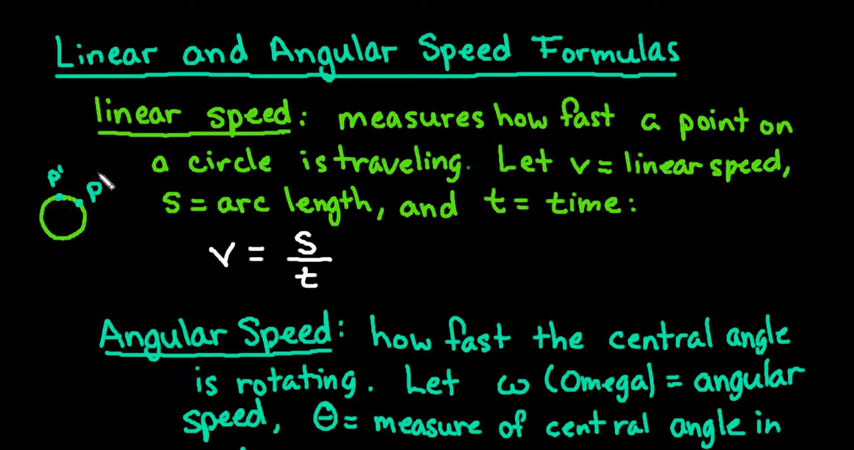 Linear and Angular Speed Formulas
linear speed: measures how fast a point on
a circle is traveling. Let v = linear speed,
s = arc length, and t = time:
P' P
v = s/t
Angular Speed: how fast the central angle
is rotating. Let ω (Omega) = angular
speed, θ = measure of central angle in